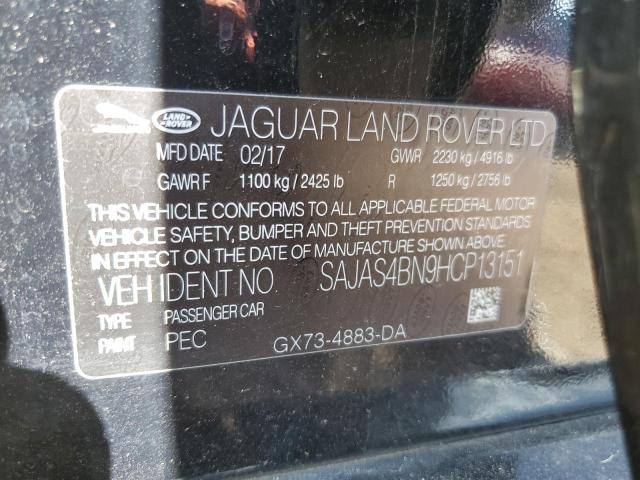 LAND ROVER JAGUAR LAND ROVER LTD
MFD DATE 02/17 GVWR 2230 kg / 4916 lb
GAWR F 1100 kg / 2425 lb R 1250 kg / 2756 lb
THIS VEHICLE CONFORMS TO ALL APPLICABLE FEDERAL MOTOR
VEHICLE SAFETY, BUMPER AND THEFT PREVENTION STANDARDS
IN EFFECT ON THE DATE OF MANUFACTURE SHOWN ABOVE.
VEH IDENT NO. SAJAS4BN9HCP13151
TYPE PASSENGER CAR
PAINT PEC GX73-4883-DA